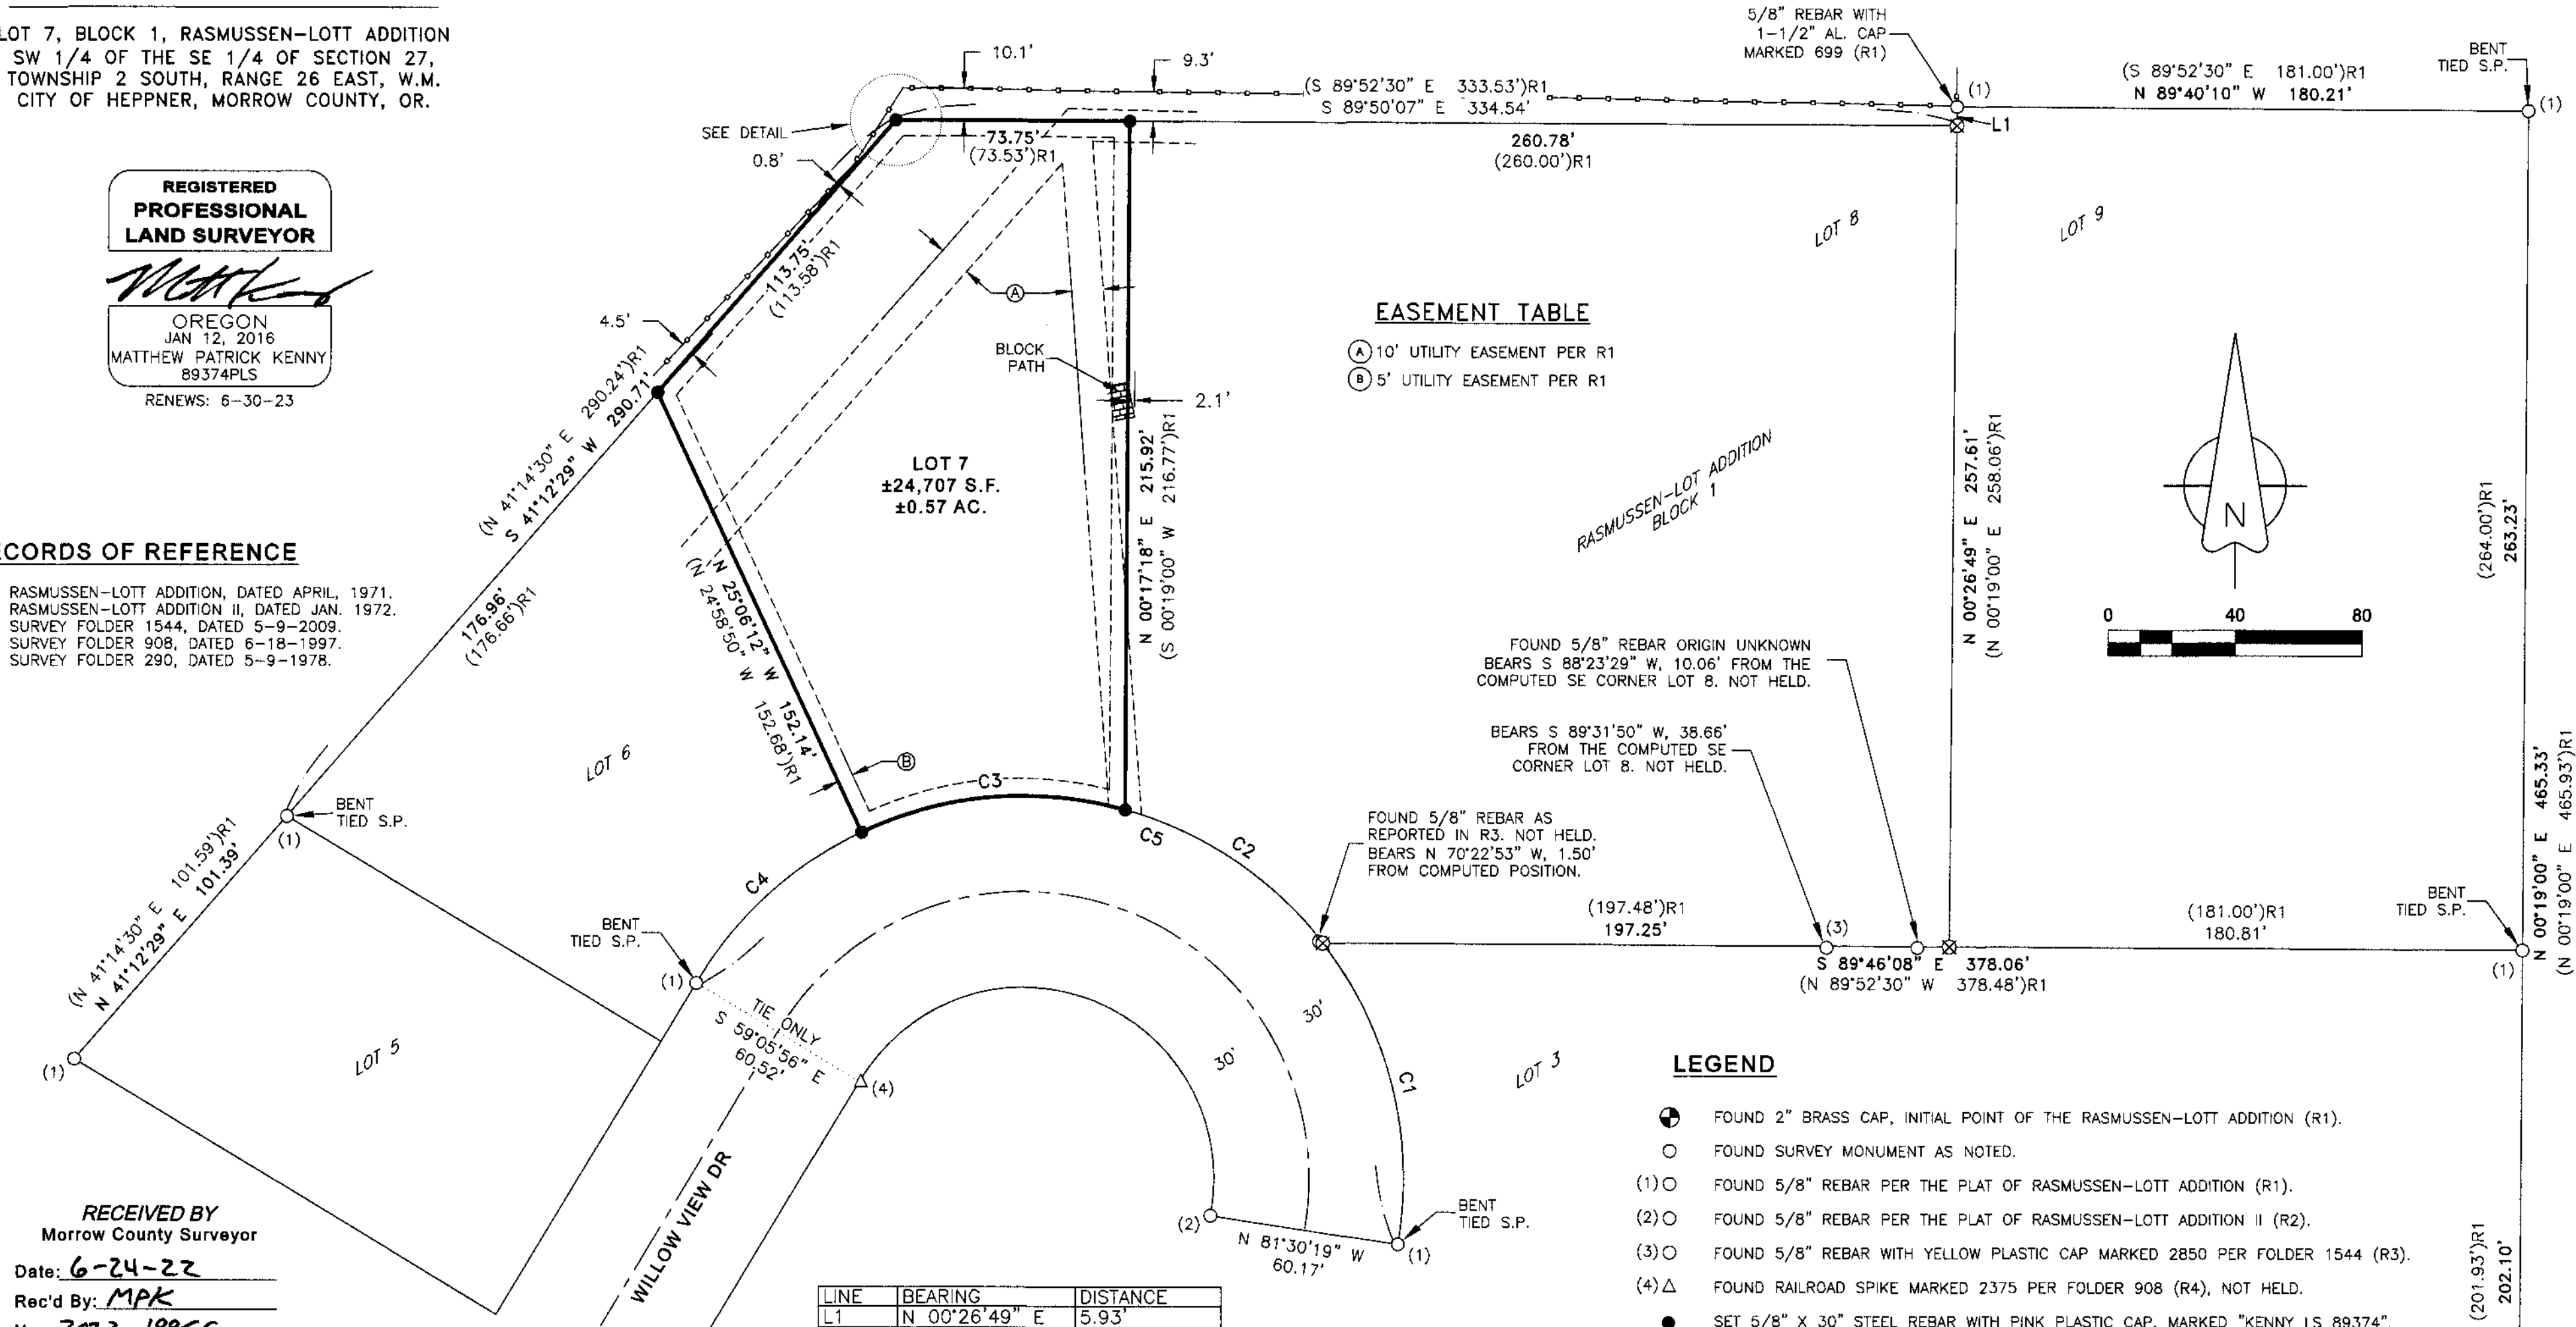 LOT 7, BLOCK 1, RASMUSSEN-LOTT ADDITION
SW 1/4 OF THE SE 1/4 OF SECTION 27,
TOWNSHIP 2 SOUTH, RANGE 26 EAST, W.M.
CITY OF HEPPNER, MORROW COUNTY, OR.
REGISTERED
PROFESSIONAL
LAND SURVEYOR
OREGON
JAN 12, 2016
MATTHEW PATRICK KENNY
89374PLS
RENEWS: 6-30-23
10.1'
9.3'
(S 89°52'30" E 333.53')R1
S 89°50'07" E 334.54'
5/8" REBAR WITH
1-1/2" AL. CAP
MARKED 699 (R1)
(1)
(S 89°52'30" E 181.00')R1
N 89°40'10" W 180.21'
BENT
TIED S.P.
(1)
L1
SEE DETAIL
0.8'
73.75'
(73.53')R1
260.78'
(260.00')R1
113.75'
(113.58')R1
4.5'
A
BLOCK
PATH
2.1'
LOT 8
LOT 9
EASEMENT TABLE
A 10' UTILITY EASEMENT PER R1
B 5' UTILITY EASEMENT PER R1
LOT 7
±24,707 S.F.
±0.57 AC.
N 00°17'18" E 215.92'
(S 00°19'00" W 216.77')R1
RASMUSSEN-LOT ADDITION
BLOCK 1
N 00°26'49" E 257.61'
(N 00°19'00" E 258.06')R1
N
0 40 80
(264.00')R1
263.23'
(N 41°14'30" E 290.24')R1
S 41°12'29" W 290.71'
176.96'
(176.66')R1
N 25°06'12" W 152.14'
(N 24°58'50" W 152.68')R1
B
C3
ECORDS OF REFERENCE
RASMUSSEN-LOTT ADDITION, DATED APRIL, 1971.
RASMUSSEN-LOTT ADDITION II, DATED JAN. 1972.
SURVEY FOLDER 1544, DATED 5-9-2009.
SURVEY FOLDER 908, DATED 6-18-1997.
SURVEY FOLDER 290, DATED 5-9-1978.
FOUND 5/8" REBAR ORIGIN UNKNOWN
BEARS S 88°23'29" W, 10.06' FROM THE
COMPUTED SE CORNER LOT 8. NOT HELD.
BEARS S 89°31'50" W, 38.66'
FROM THE COMPUTED SE
CORNER LOT 8. NOT HELD.
FOUND 5/8" REBAR AS
REPORTED IN R3. NOT HELD.
BEARS N 70°22'53" W, 1.50'
FROM COMPUTED POSITION.
LOT 6
BENT
TIED S.P.
(1)
C5
C2
C4
(N 41°14'30" E 101.59')R1
N 41°12'29" E 101.39'
BENT
TIED S.P.
(1)
(197.48')R1
197.25'
(3)
(181.00')R1
180.81'
BENT
TIED S.P.
(1)
N 00°19'00" E 465.33'
(N 00°19'00" E 465.93')R1
S 89°46'08" E 378.06'
(N 89°52'30" W 378.48')R1
TIE ONLY
S 59°05'56" E
60.52'
(4)
(1)
LOT 5
30'
30'
C1
LOT 3
WILLOW VIEW DR
(2)
N 81°30'19" W
60.17'
(1)
BENT
TIED S.P.
LEGEND
FOUND 2" BRASS CAP, INITIAL POINT OF THE RASMUSSEN-LOTT ADDITION (R1).
FOUND SURVEY MONUMENT AS NOTED.
(1) FOUND 5/8" REBAR PER THE PLAT OF RASMUSSEN-LOTT ADDITION (R1).
(2) FOUND 5/8" REBAR PER THE PLAT OF RASMUSSEN-LOTT ADDITION II (R2).
(3) FOUND 5/8" REBAR WITH YELLOW PLASTIC CAP MARKED 2850 PER FOLDER 1544 (R3).
(4) FOUND RAILROAD SPIKE MARKED 2375 PER FOLDER 908 (R4), NOT HELD.
SET 5/8" X 30" STEEL REBAR WITH PINK PLASTIC CAP, MARKED "KENNY LS 89374".
(201.93')R1
202.10'
RECEIVED BY
Morrow County Surveyor
Date: 6-24-22
Rec'd By: MPK
LINE BEARING DISTANCE
L1 N 00°26'49" E 5.93'